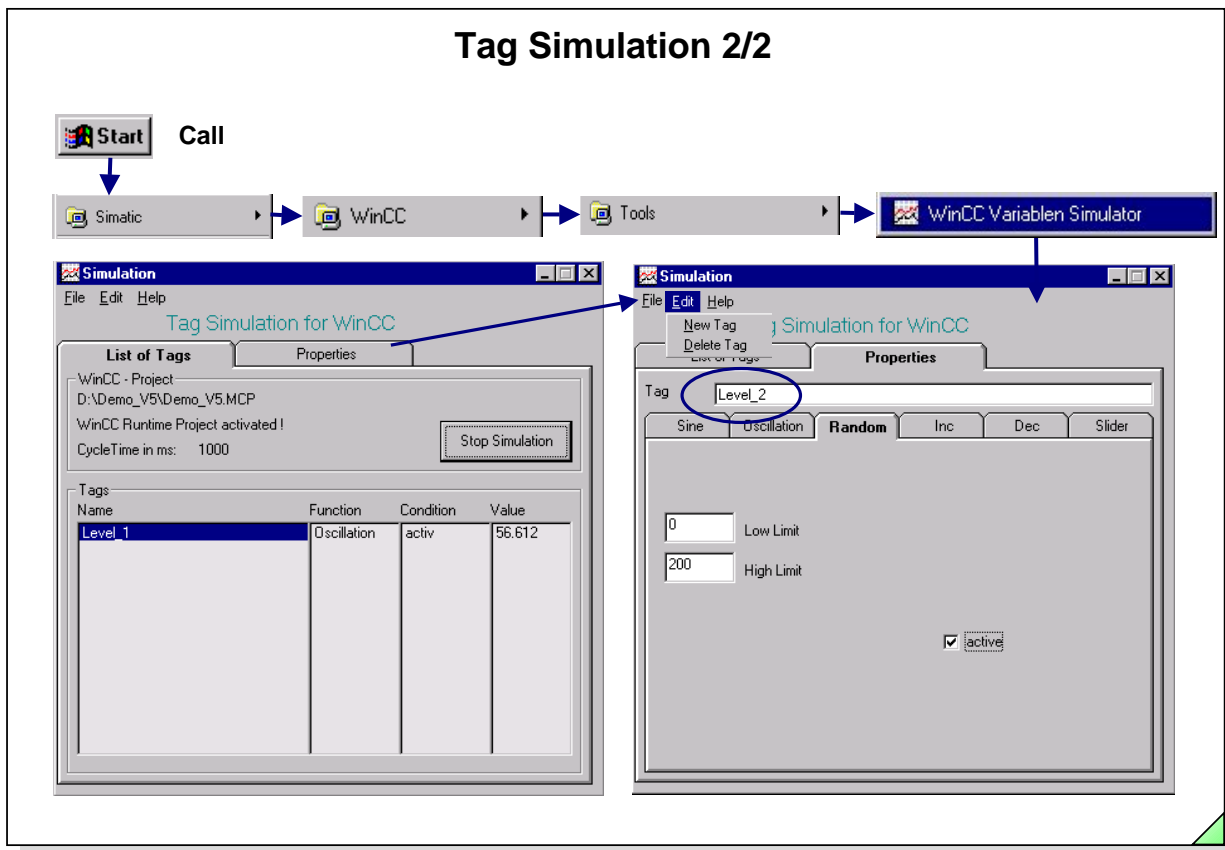 Tag Simulation 2/2
Start Call
Simatic WinCC Tools WinCC Variablen Simulator
Simulation
File Edit Help
Tag Simulation for WinCC
List of Tags Properties
WinCC - Project
D:\Demo_V5\Demo_V5.MCP
WinCC Runtime Project activated !
CycleTime in ms: 1000
Stop Simulation
Tags
Name Function Condition Value
Level_1 Oscillation activ 56.612
Simulation
File Edit Help
New Tag
Delete Tag
Simulation for WinCC
List of Tags Properties
Tag Level_2
Sine Oscillation Random Inc Dec Slider
0 Low Limit
200 High Limit
active